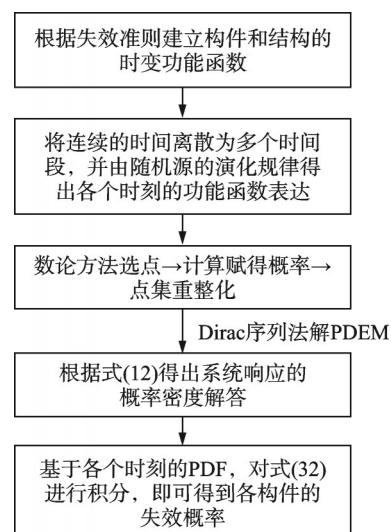 根据失效准则建立构件和结构的
时变功能函数
将连续的时间离散为多个时间
段，并由随机源的演化规律得
出各个时刻的功能函数表达
数论方法选点→计算赋得概率→
点集重整化
Dirac序列法解PDEM
根据式(12)得出系统响应的
概率密度解答
基于各个时刻的PDF，对式(32)
进行积分，即可得到各构件的
失效概率